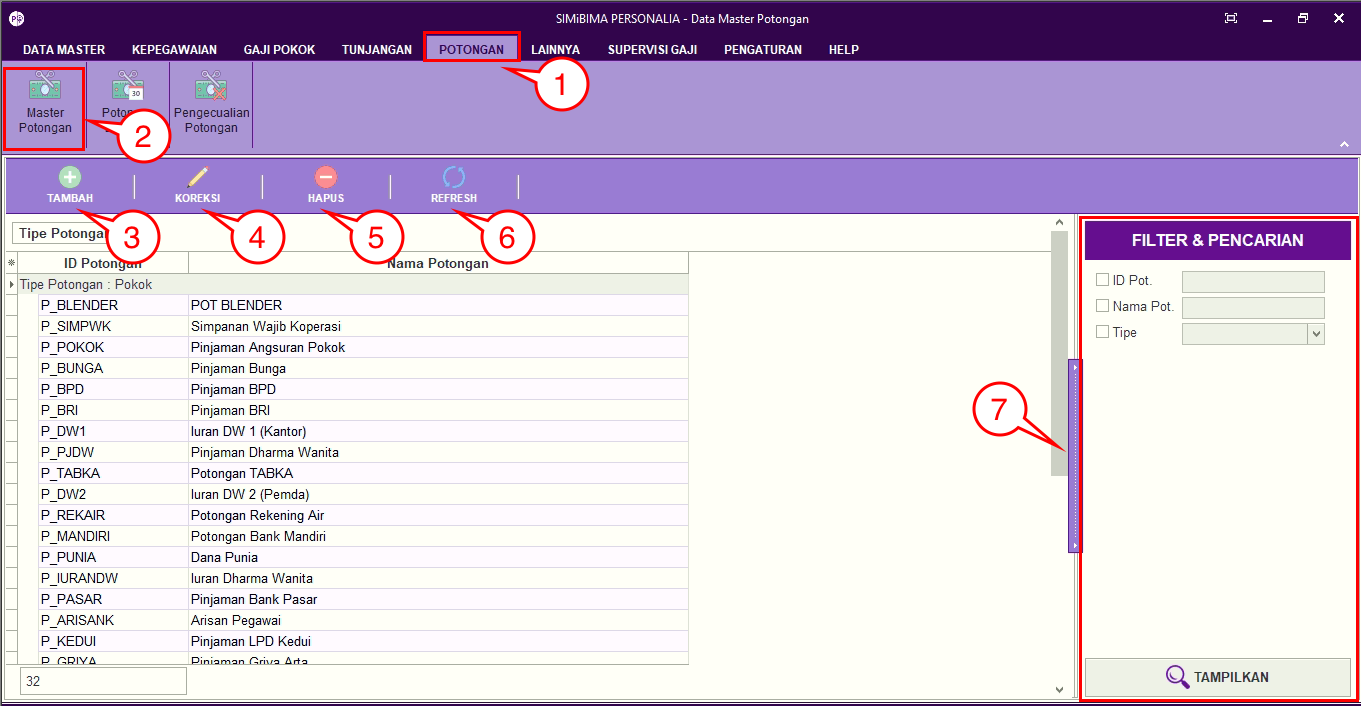 SIMiBIMA PERSONALIA - Data Master Potongan
DATA MASTER KEPEGAWAIAN GAJI POKOK TUNJANGAN POTONGAN LAINNYA SUPERVISI GAJI PENGATURAN HELP
1
Master
Potongan
Pengecualian
Potongan
2
TAMBAH KOREKSI HAPUS REFRESH
3 4 5 6
Tipe
ID Potongan Nama Potongan
Tipe Potongan : Pokok
P_BLENDER POT BLENDER
P_SIMPWK Simpanan Wajib Koperasi
P_POKOK Pinjaman Angsuran Pokok
P_BUNGA Pinjaman Bunga
P_BPD Pinjaman BPD
P_BRI Pinjaman BRI
P_DW1 Iuran DW 1 (Kantor)
P_PJDW Pinjaman Dharma Wanita
P_TABKA Potongan TABKA
P_DW2 Iuran DW 2 (Pemda)
P_REKAIR Potongan Rekening Air
P_MANDIRI Potongan Bank Mandiri
P_PUNIA Dana Punia
P_IURANDW Iuran Dharma Wanita
P_PASAR Pinjaman Bank Pasar
P_ARISANK Arisan Pegawai
P_KEDUI Pinjaman LPD Kedui
P_GRIYA Pinjaman Griya Arta
32
7
FILTER & PENCARIAN
ID Pot.
Nama Pot.
Tipe
TAMPILKAN